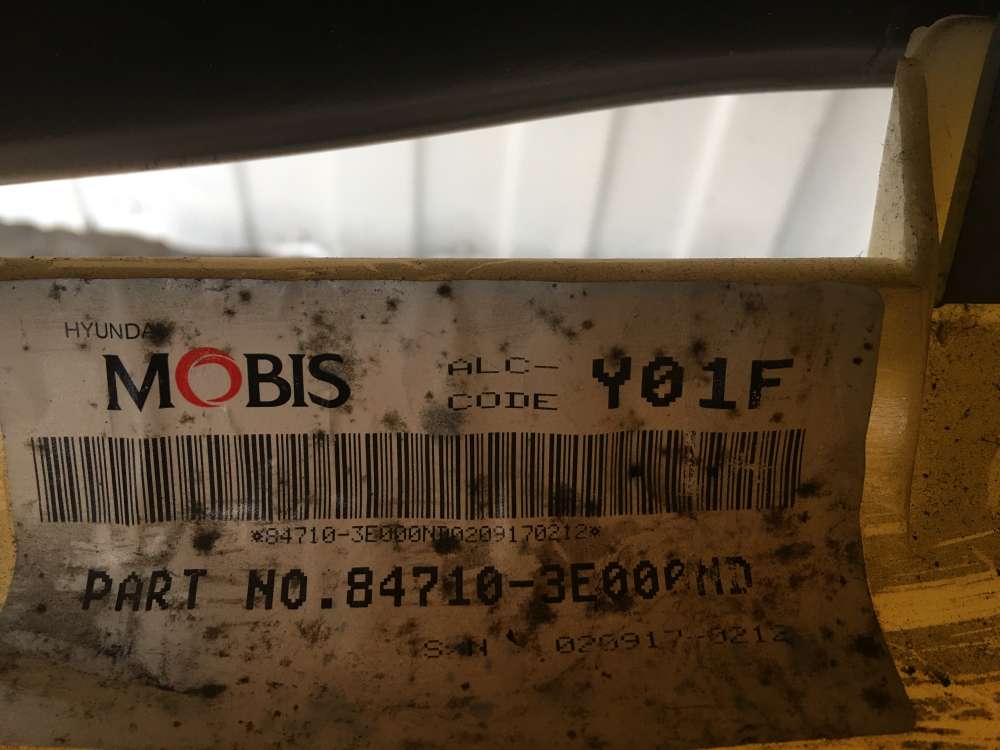 HYUNDAI
MOBIS
ALC-
CODE
Y01F
*84710-3E000ND0209170212*
PART NO.84710-3E000ND
S-N 020917-0212